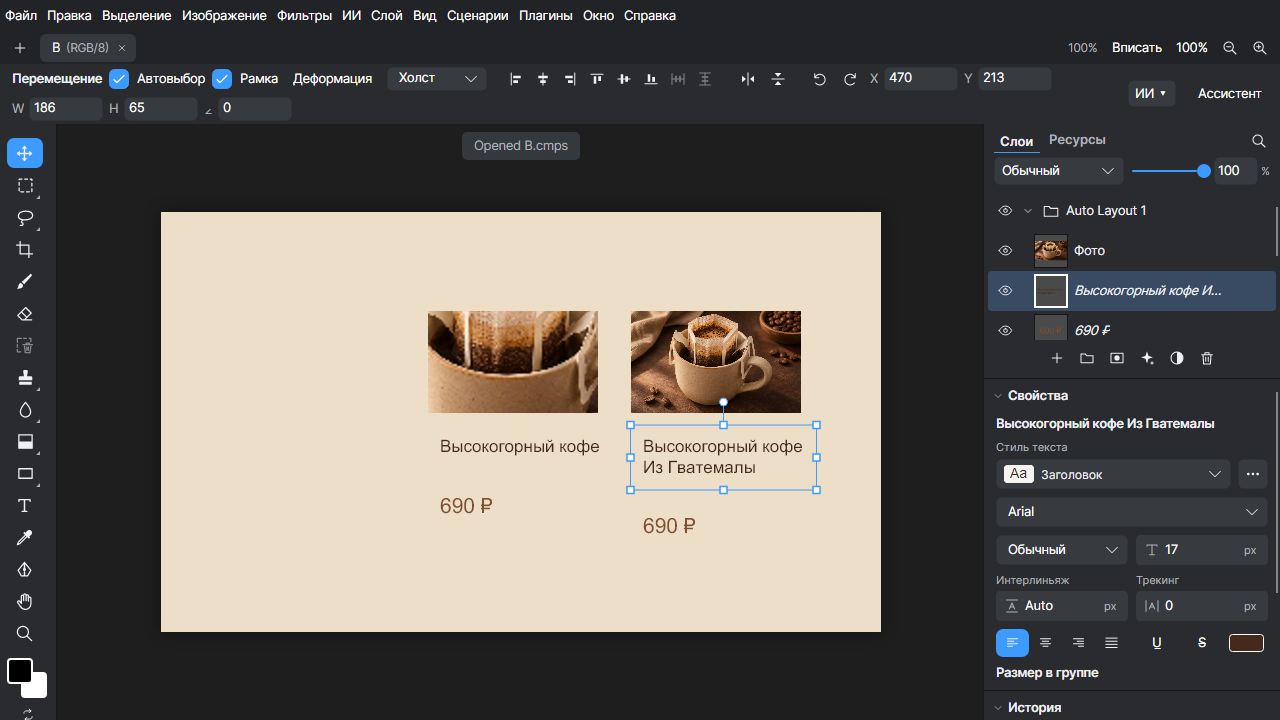 Файл Правка Выделение Изображение Фильтры ИИ Слой Вид Сценарии Плагины Окно Справка
B (RGB/8) × 100% Вписать 100%
Перемещение Автовыбор Рамка Деформация Холст X 470 Y 213
W 186 H 65 0 ИИ Ассистент
Opened B.cmps
Слои Ресурсы
Обычный 100 %
Auto Layout 1
Фото
Высокогорный кофе И...
690 ₽
Свойства
Высокогорный кофе Из Гватемалы
Стиль текста
Aa Заголовок
Arial
Обычный 17 px
Интерлиньяж Трекинг
Auto px 0 px
U S
Размер в группе
История
Высокогорный кофе
690 ₽
Высокогорный кофе
Из Гватемалы
690 ₽
T